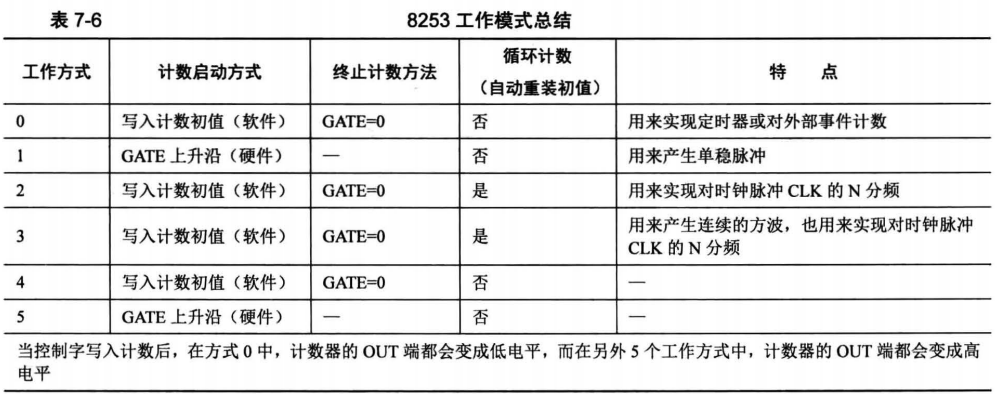 表 7-6 8253 工作模式总结
工作方式 计数启动方式 终止计数方法 循环计数（自动重装初值） 特 点
0 写入计数初值（软件） GATE=0 否 用来实现定时器或对外部事件计数
1 GATE 上升沿（硬件） — 否 用来产生单稳脉冲
2 写入计数初值（软件） GATE=0 是 用来实现对时钟脉冲 CLK 的 N 分频
3 写入计数初值（软件） GATE=0 是 用来产生连续的方波，也用来实现对时钟脉冲
CLK 的 N 分频
4 写入计数初值（软件） GATE=0 否 —
5 GATE 上升沿（硬件） — 否 —
当控制字写入计数后，在方式 0 中，计数器的 OUT 端都会变成低电平，而在另外 5 个工作方式中，计数器的 OUT 端都会变成高
电平